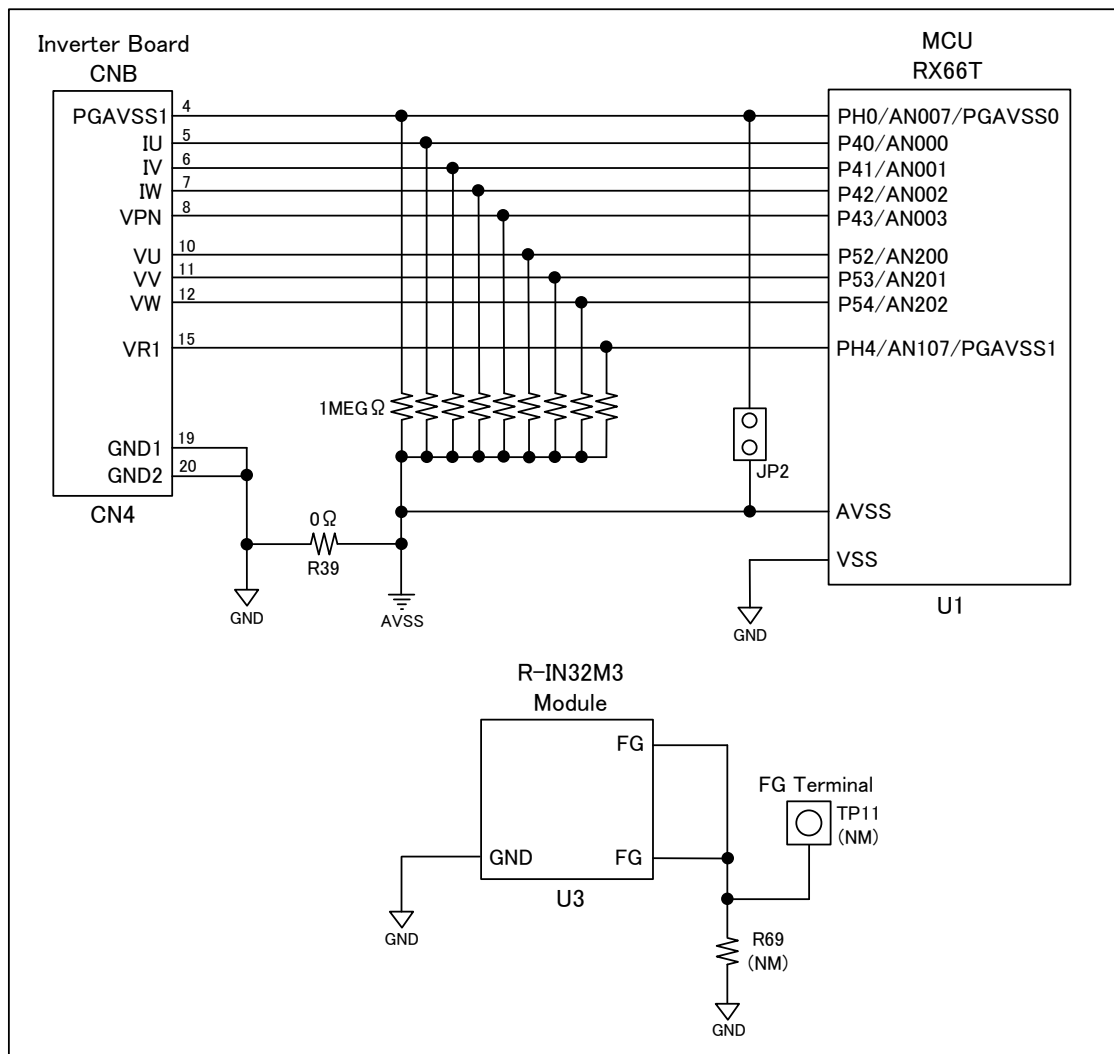 Inverter Board
CNB
MCU
RX66T
PGAVSS1
4
PH0/AN007/PGAVSS0
IU
5
P40/AN000
IV
6
P41/AN001
IW
7
P42/AN002
VPN
8
P43/AN003
VU
10
P52/AN200
VV
11
P53/AN201
VW
12
P54/AN202
VR1
15
PH4/AN107/PGAVSS1
1MEGΩ
GND1
19
GND2
20
JP2
CN4
0Ω
R39
AVSS
VSS
GND
AVSS
GND
U1
R-IN32M3
Module
FG
FG Terminal
TP11
(NM)
GND
FG
U3
GND
R69
(NM)
GND